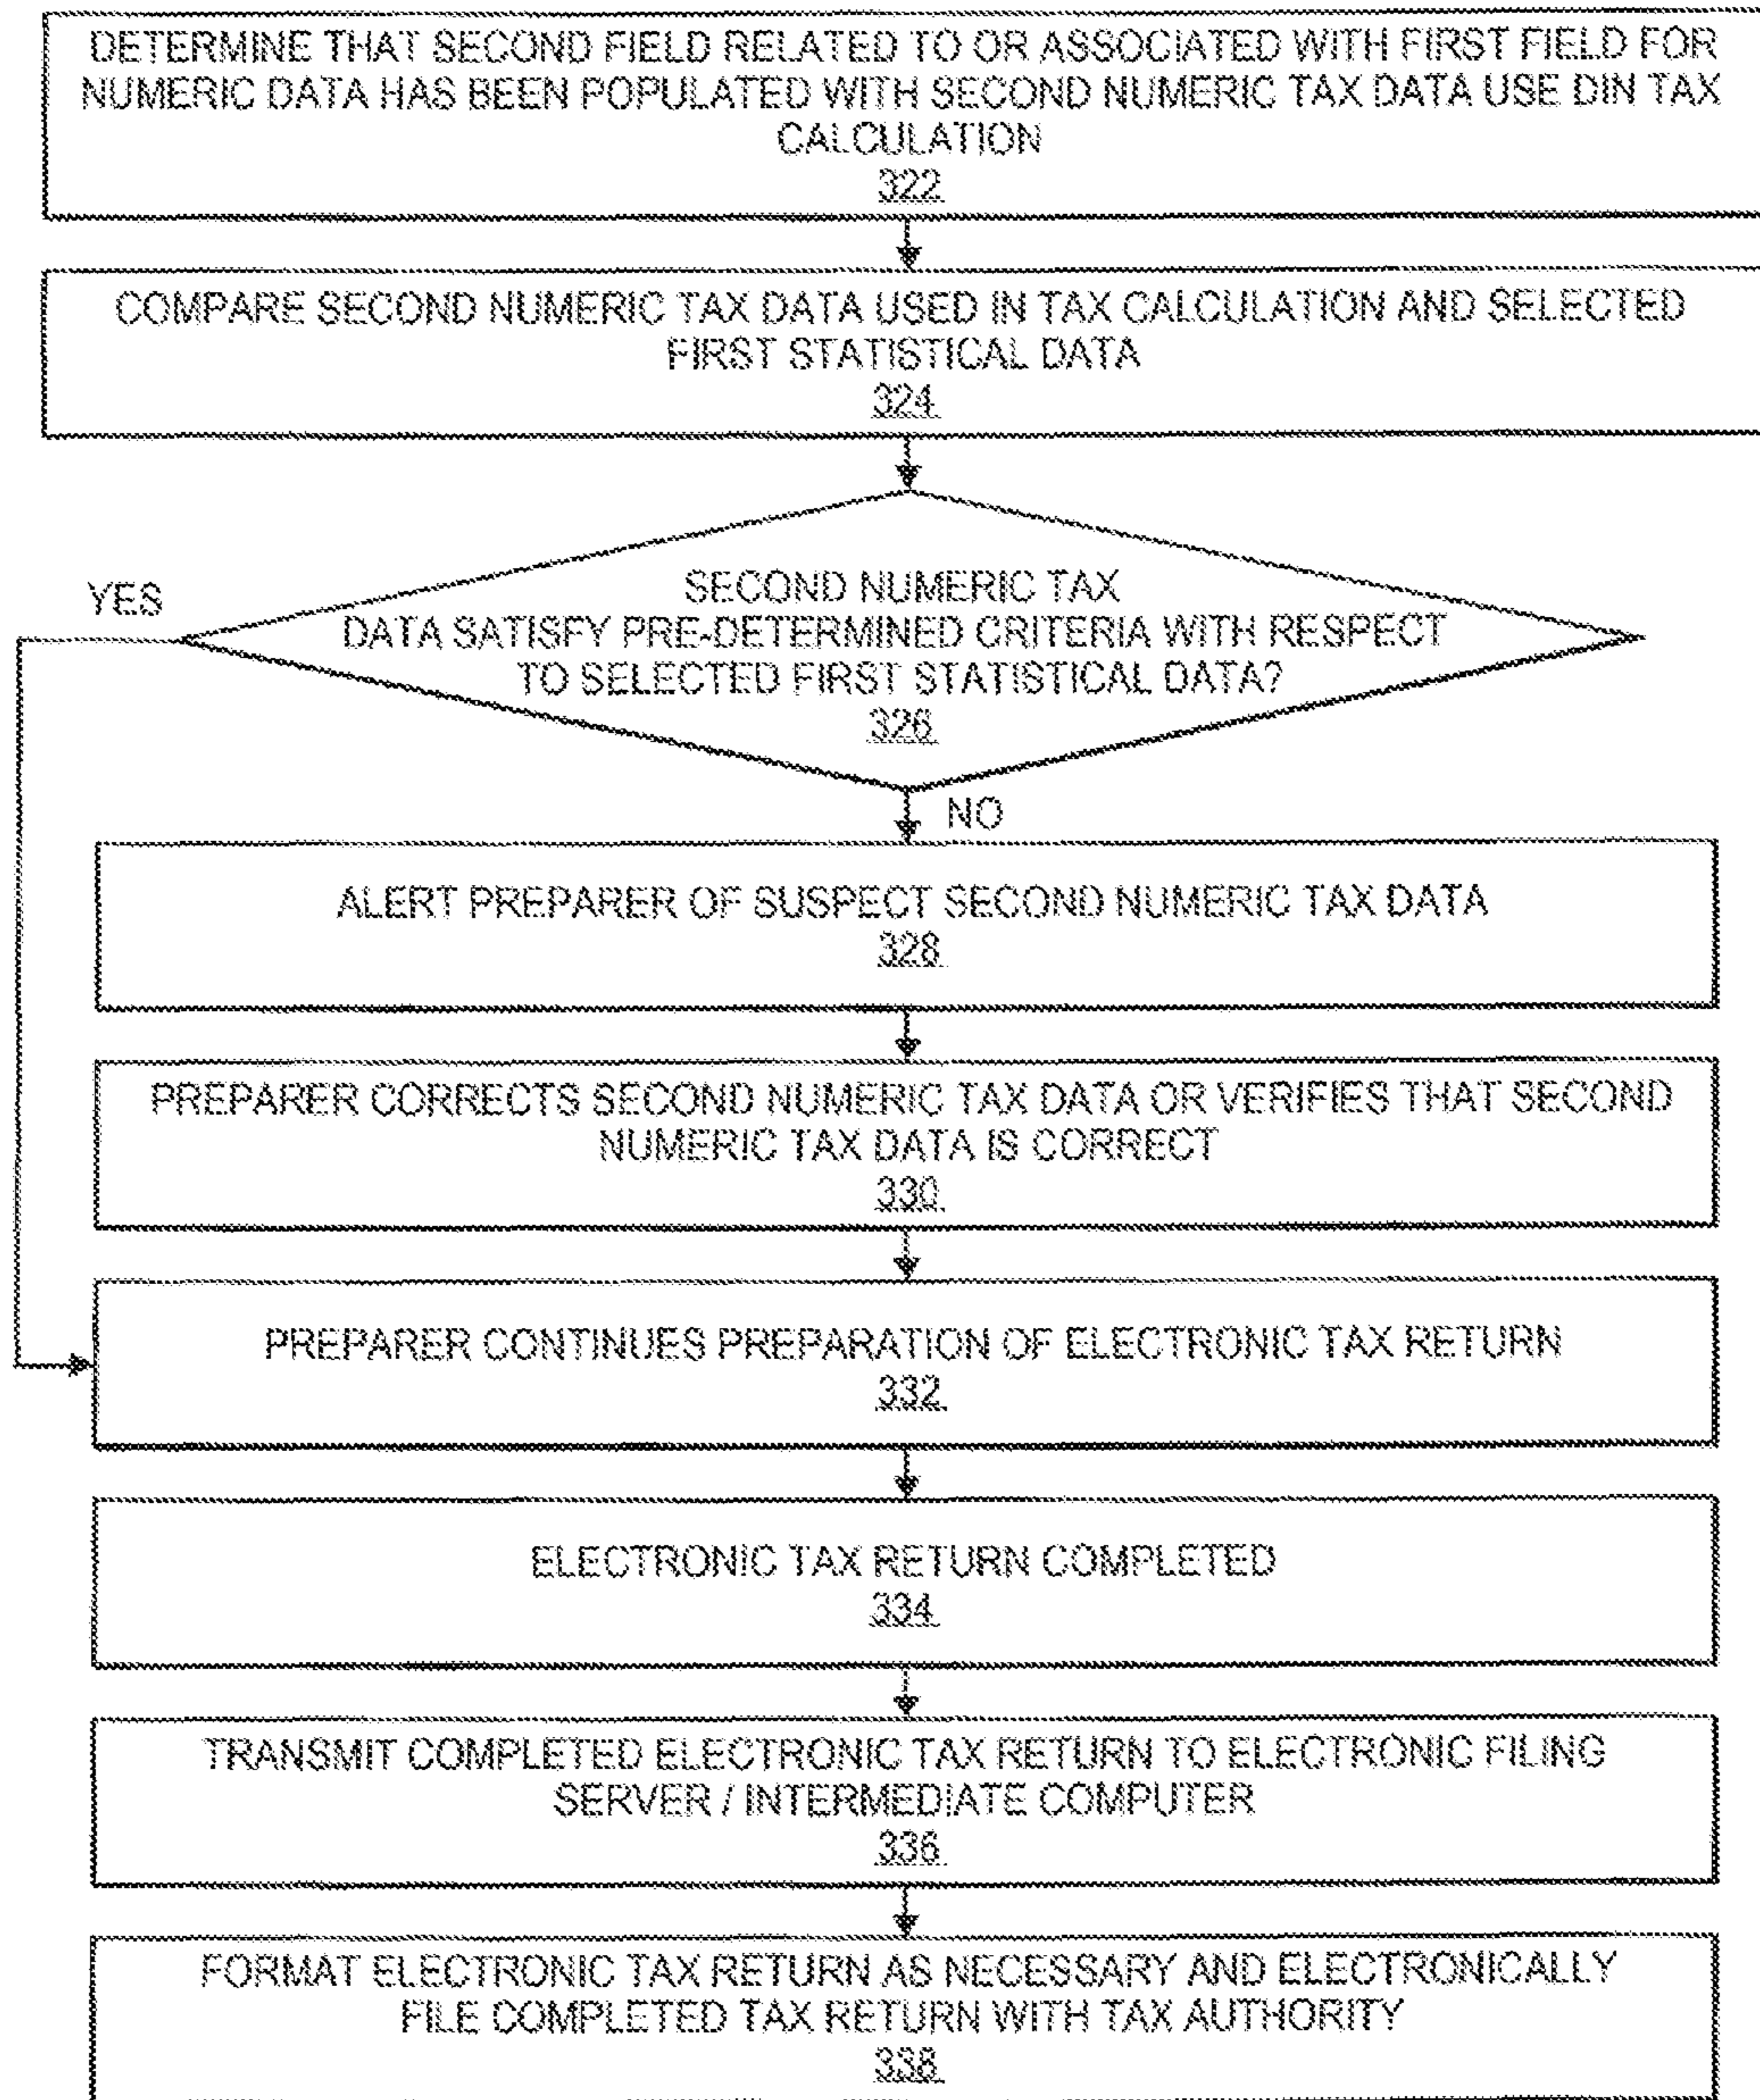 DETERMINE THAT SECOND FIELD RELATED TO OR ASSOCIATED WITH FIRST FIELD FOR
NUMERIC DATA HAS BEEN POPULATED WITH SECOND NUMERIC TAX DATA USE DIN TAX
CALCULATION
322
COMPARE SECOND NUMERIC TAX DATA USED IN TAX CALCULATION AND SELECTED
FIRST STATISTICAL DATA
324
YES
SECOND NUMERIC TAX
DATA SATISFY PRE-DETERMINED CRITERIA WITH RESPECT
TO SELECTED FIRST STATISTICAL DATA?
326
NO
ALERT PREPARER OF SUSPECT SECOND NUMERIC TAX DATA
328
PREPARER CORRECTS SECOND NUMERIC TAX DATA OR VERIFIES THAT SECOND
NUMERIC TAX DATA IS CORRECT
330
PREPARER CONTINUES PREPARATION OF ELECTRONIC TAX RETURN
332
ELECTRONIC TAX RETURN COMPLETED
334
TRANSMIT COMPLETED ELECTRONIC TAX RETURN TO ELECTRONIC FILING
SERVER / INTERMEDIATE COMPUTER
336
FORMAT ELECTRONIC TAX RETURN AS NECESSARY AND ELECTRONICALLY
FILE COMPLETED TAX RETURN WITH TAX AUTHORITY
338